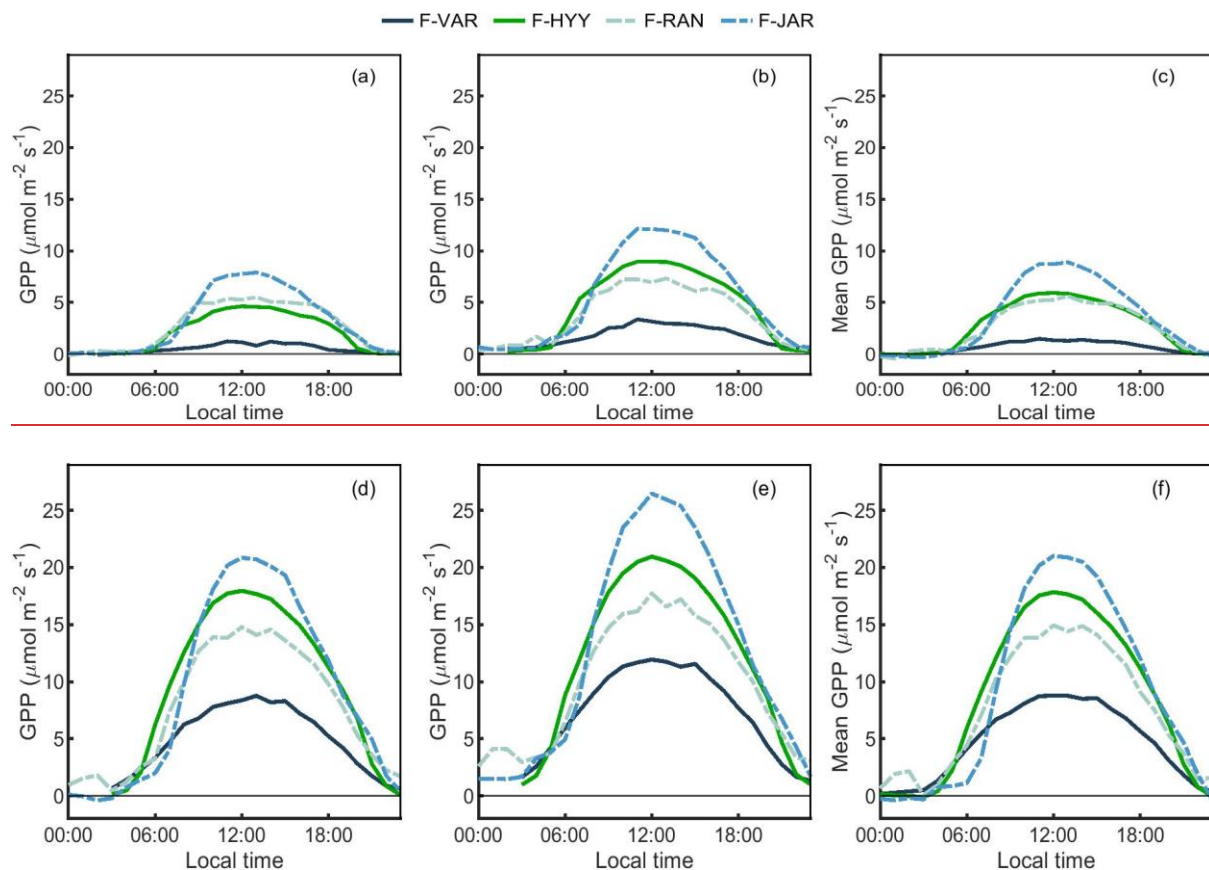 F-VAR F-HYY F-RAN F-JAR
(a)
GPP (μmol m⁻² s⁻¹)
25
20
15
10
5
0
00:00 06:00 12:00 18:00
Local time
(b)
GPP (μmol m⁻² s⁻¹)
25
20
15
10
5
0
00:00 06:00 12:00 18:00
Local time
(c)
Mean GPP (μmol m⁻² s⁻¹)
25
20
15
10
5
0
00:00 06:00 12:00 18:00
Local time
(d)
GPP (μmol m⁻² s⁻¹)
25
20
15
10
5
0
00:00 06:00 12:00 18:00
Local time
(e)
GPP (μmol m⁻² s⁻¹)
25
20
15
10
5
0
00:00 06:00 12:00 18:00
Local time
(f)
Mean GPP (μmol m⁻² s⁻¹)
25
20
15
10
5
0
00:00 06:00 12:00 18:00
Local time